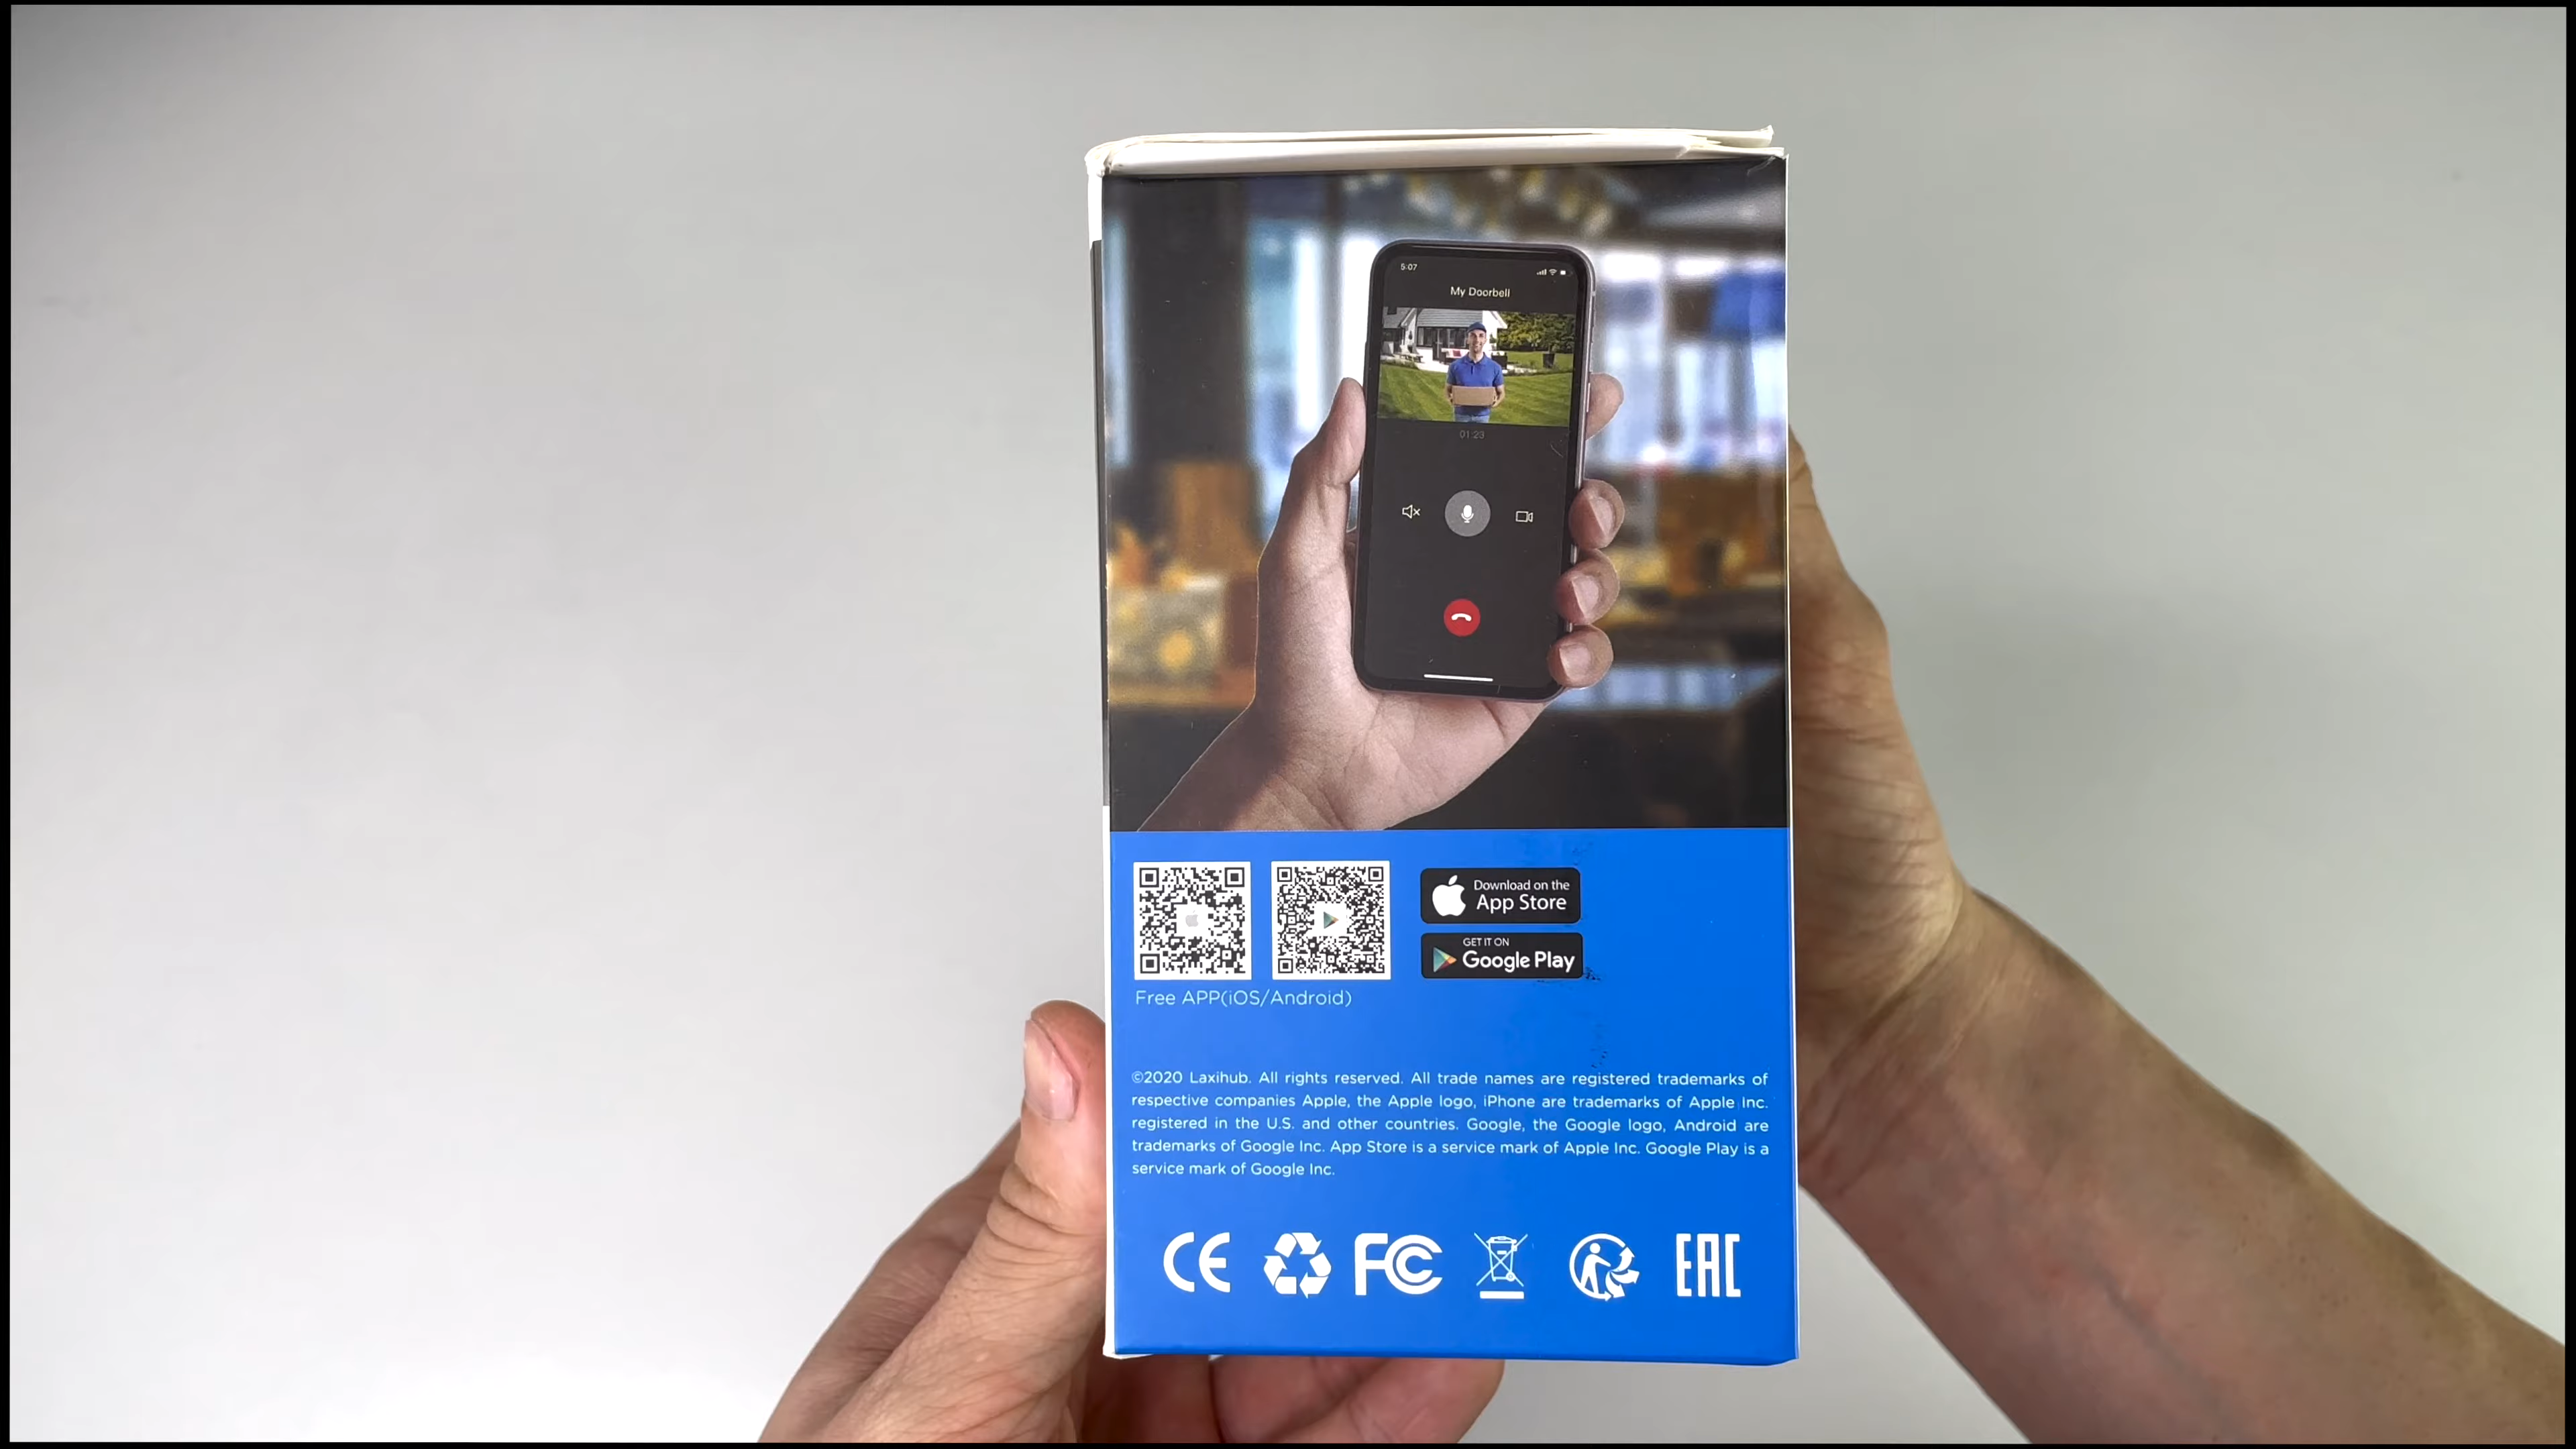 5:07
My Doorbell
01:23
Download on the
App Store
GET IT ON
Google Play
Free APP(iOS/Android)
©2020 Laxihub. All rights reserved. All trade names are registered trademarks of
respective companies Apple, the Apple logo, iPhone are trademarks of Apple Inc.
registered in the U.S. and other countries. Google, the Google logo, Android are
trademarks of Google Inc. App Store is a service mark of Apple Inc. Google Play is a
service mark of Google Inc.
CE FC EAC